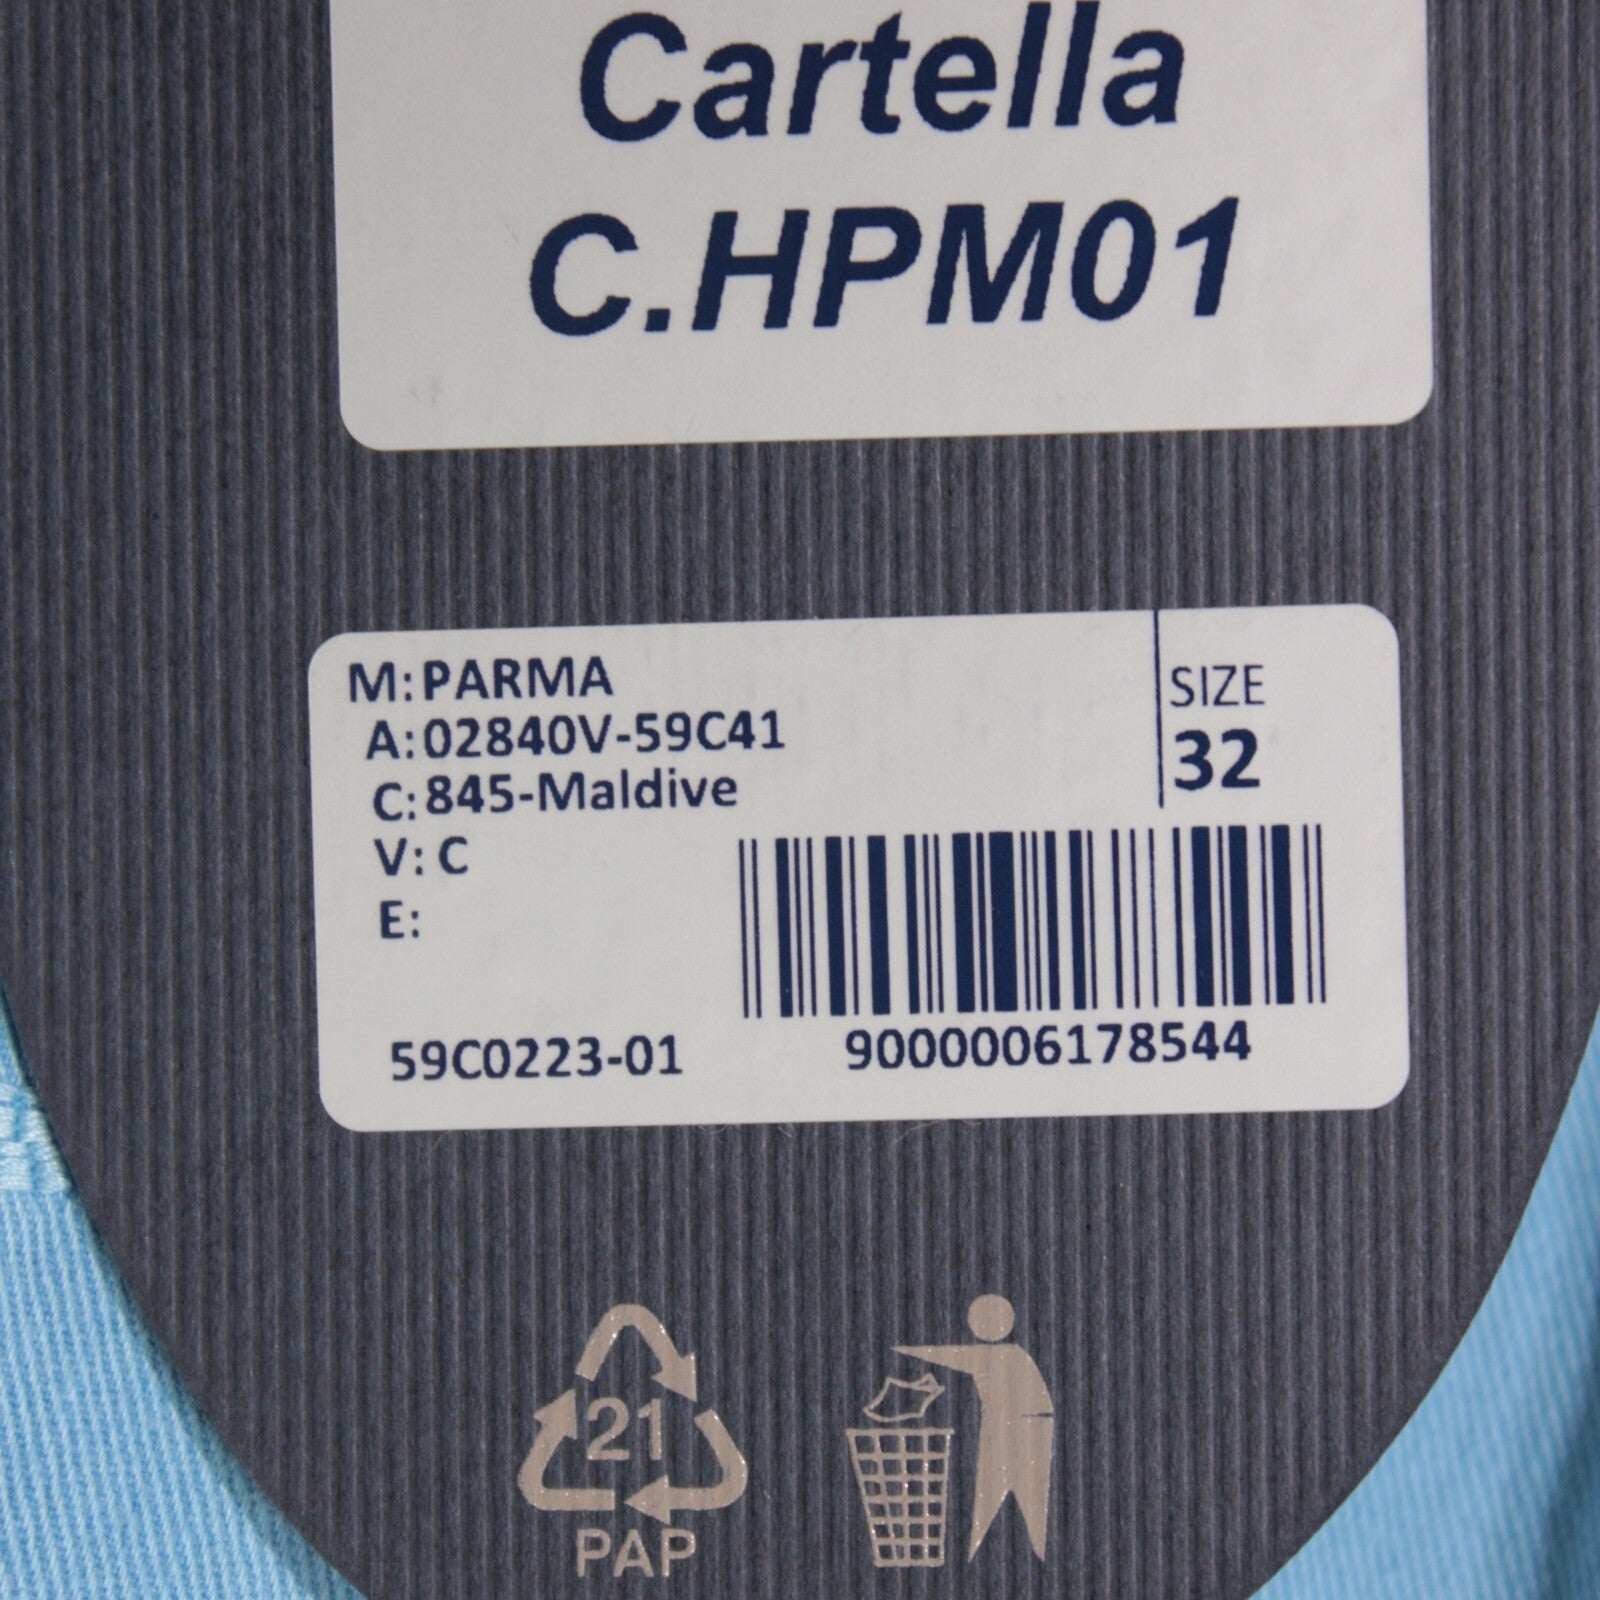 Cartella
C.HPM01
M: PARMA
A: 02840V-59C41
C: 845-Maldive
V: C
E:
SIZE
32
59C0223-01
9000006178544
21
PAP